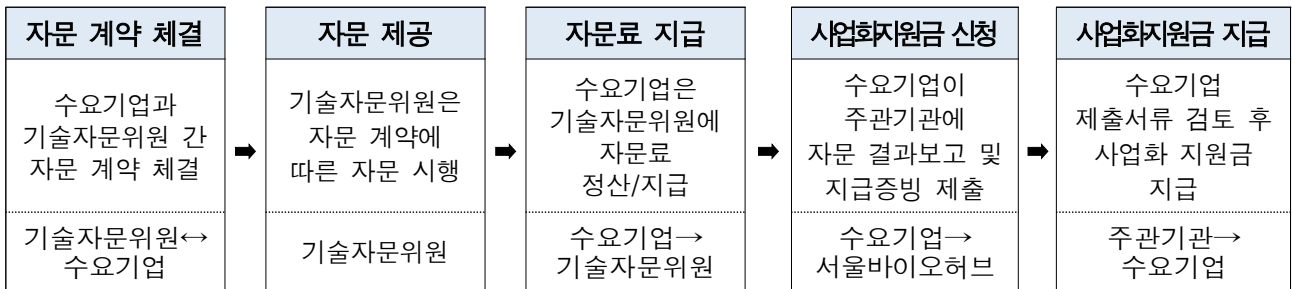 자문 계약 체결
수요기업과
기술자문위원 간
자문 계약 체결
기술자문위원↔
수요기업
➡
자문 제공
기술자문위원은
자문 계약에
따른 자문 시행
기술자문위원
➡
자문료 지급
수요기업은
기술자문위원에
자문료
정산/지급
수요기업→
기술자문위원
➡
사업화지원금 신청
수요기업이
주관기관에
자문 결과보고 및
지급증빙 제출
수요기업→
서울바이오허브
➡
사업화지원금 지급
수요기업
제출서류 검토 후
사업화 지원금
지급
주관기관→
수요기업